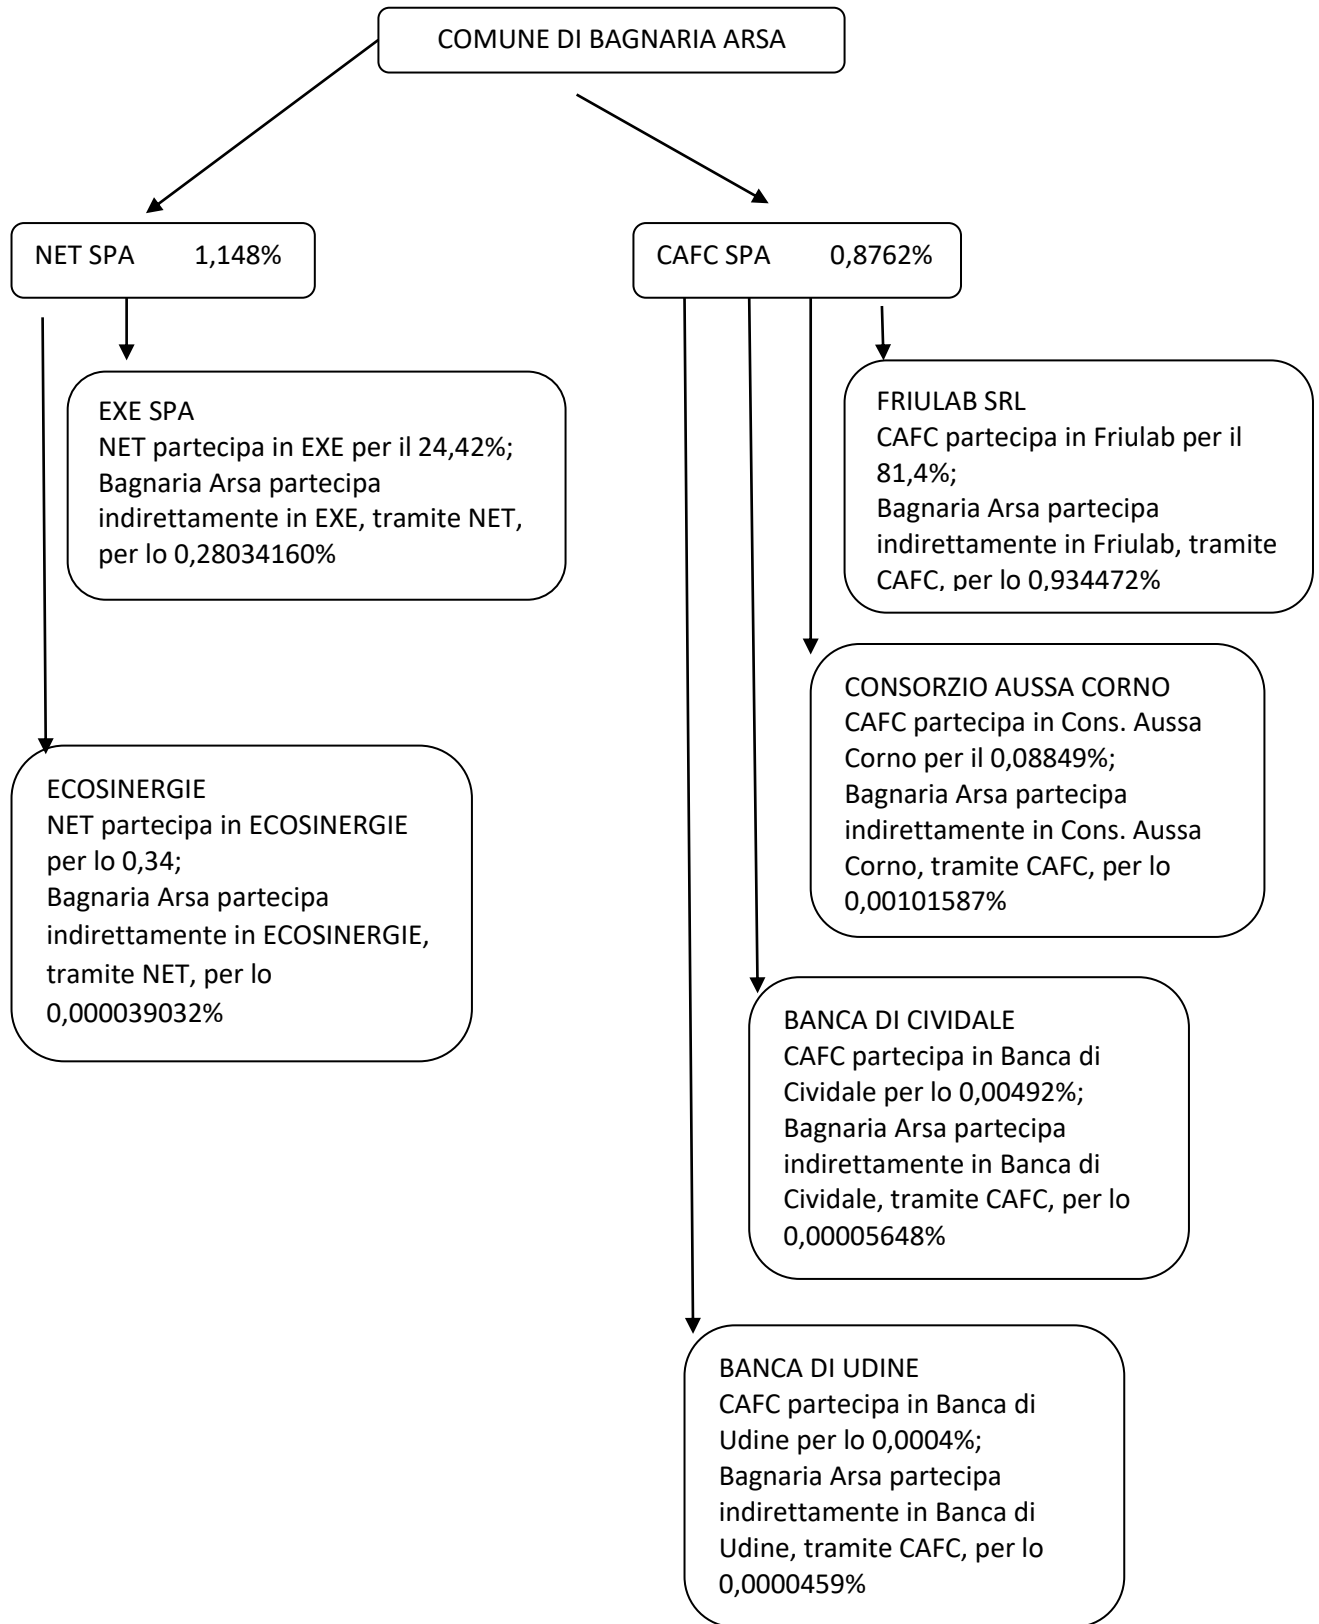 COMUNE DI BAGNARIA ARSA
NET SPA 1,148%
CAFC SPA 0,8762%
EXE SPA
NET partecipa in EXE per il 24,42%;
Bagnaria Arsa partecipa
indirettamente in EXE, tramite NET,
per lo 0,28034160%
FRIULAB SRL
CAFC partecipa in Friulab per il
81,4%;
Bagnaria Arsa partecipa
indirettamente in Friulab, tramite
CAFC, per lo 0,934472%
CONSORZIO AUSSA CORNO
CAFC partecipa in Cons. Aussa
Corno per il 0,08849%;
Bagnaria Arsa partecipa
indirettamente in Cons. Aussa
Corno, tramite CAFC, per lo
0,00101587%
ECOSINERGIE
NET partecipa in ECOSINERGIE
per lo 0,34;
Bagnaria Arsa partecipa
indirettamente in ECOSINERGIE,
tramite NET, per lo
0,000039032%
BANCA DI CIVIDALE
CAFC partecipa in Banca di
Cividale per lo 0,00492%;
Bagnaria Arsa partecipa
indirettamente in Banca di
Cividale, tramite CAFC, per lo
0,00005648%
BANCA DI UDINE
CAFC partecipa in Banca di
Udine per lo 0,0004%;
Bagnaria Arsa partecipa
indirettamente in Banca di
Udine, tramite CAFC, per lo
0,0000459%